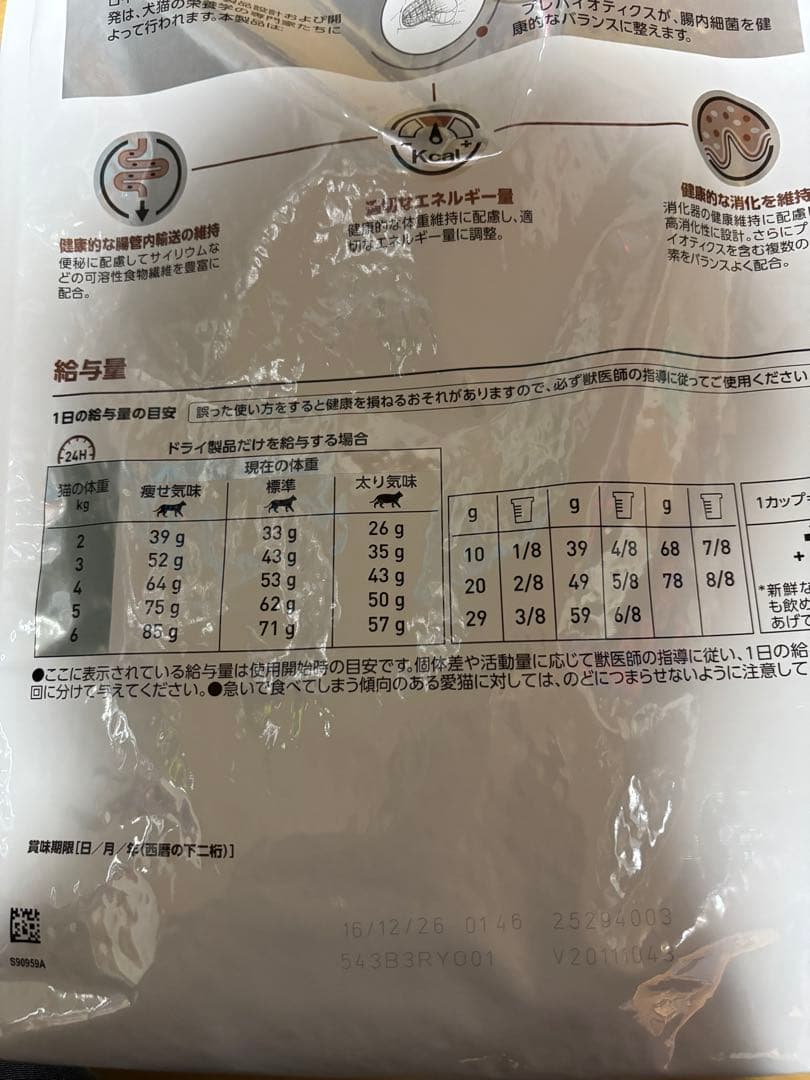 製品設計および開
発は、犬猫の栄養学の専門家たちに
よって行われます。本製品は、
プレバイオティクスが、腸内細菌を健
康的なバランスに整えます。
Kcal
健康的な腸管内輸送の維持
便秘に配慮してサイリウムな
どの可溶性食物繊維を豊富に
配合。
適切なエネルギー量
健康的な体重維持に配慮し、適
切なエネルギー量に調整。
健康的な消化を維持
消化器の健康維持に配慮
高消化性に設計。さらにプ
イオティクスを含む複数の
素をバランスよく配合。
給与量
1日の給与量の目安 誤った使い方をすると健康を損ねるおそれがありますので、必ず獣医師の指導に従ってご使用ください
24H ドライ製品だけを給与する場合
現在の体重
猫の体重 kg 痩せ気味 標準 太り気味
2 39 g 33 g 26 g
3 52 g 43 g 35 g
4 64 g 53 g 43 g
5 75 g 62 g 50 g
6 85 g 71 g 57 g
g g g
10 1/8 39 4/8 68 7/8
20 2/8 49 5/8 78 8/8
29 3/8 59 6/8
1カップ=
+
*新鮮な
も飲め
あげて
●ここに表示されている給与量は使用開始時の目安です。個体差や活動量に応じて獣医師の指導に従い、1日の給
回に分けて与えてください。●急いで食べてしまう傾向のある愛猫に対しては、のどにつまらせないように注意して
賞味期限[日/月/年(西暦の下二桁)]
16/12/26 01 46 25294003
543B3RY001 V20111043
S90959A